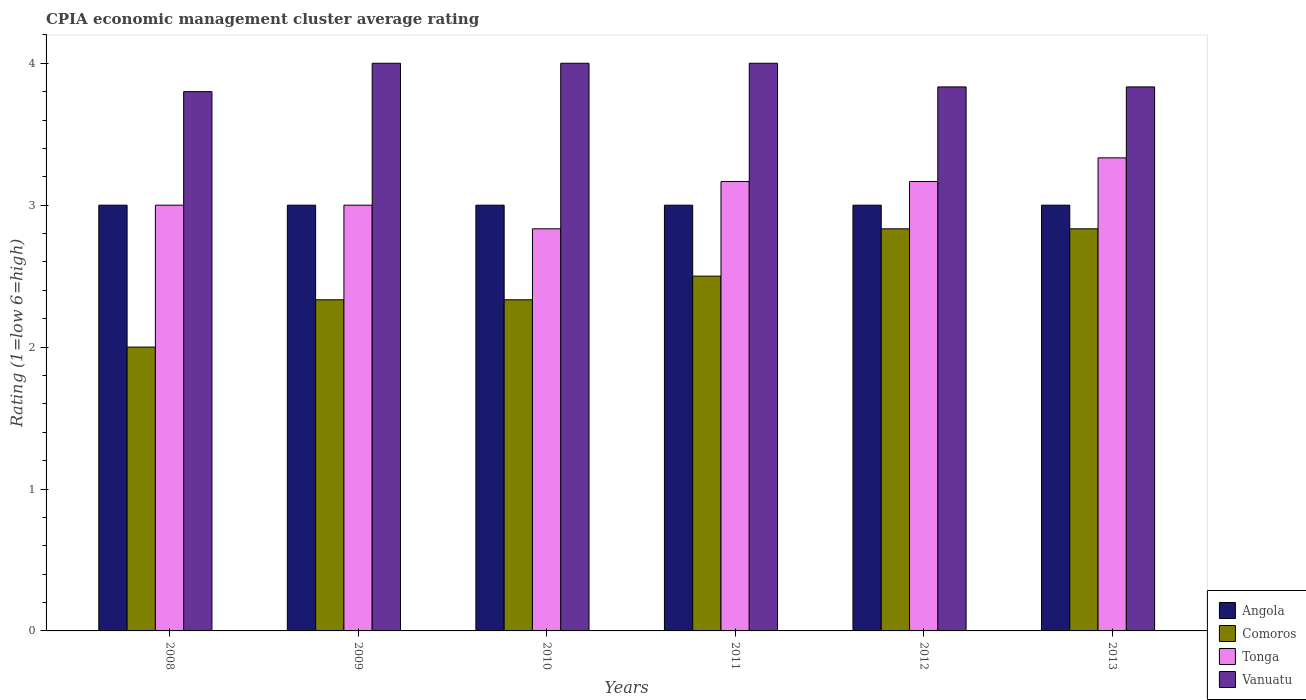 CPIA economic management cluster average rating
Rating (1=low 6=high)
4
3
2
1
0
2008
2009
2010
2011
2012
2013
Years
Angola
Comoros
Tonga
Vanuatu